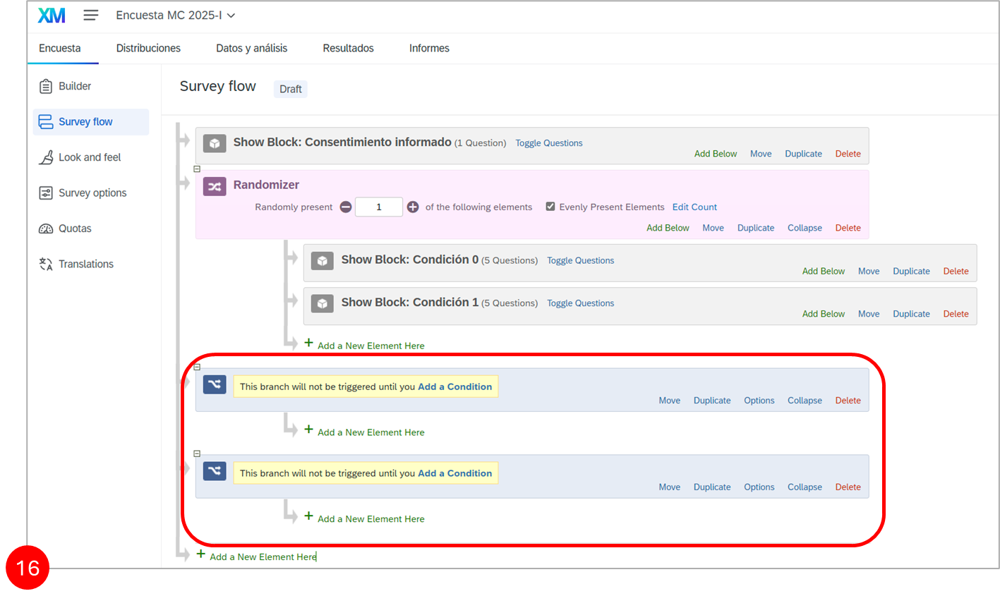 XM Encuesta MC 2025-I
Encuesta Distribuciones Datos y análisis Resultados Informes
Builder
Survey flow
Look and feel
Survey options
Quotas
Translations
Survey flow Draft
Show Block: Consentimiento informado (1 Question) Toggle Questions
Add Below Move Duplicate Delete
Randomizer
Randomly present 1 of the following elements Evenly Present Elements Edit Count
Add Below Move Duplicate Collapse Delete
Show Block: Condición 0 (5 Questions) Toggle Questions
Add Below Move Duplicate Delete
Show Block: Condición 1 (5 Questions) Toggle Questions
Add Below Move Duplicate Delete
+ Add a New Element Here
This branch will not be triggered until you Add a Condition
Move Duplicate Options Collapse Delete
+ Add a New Element Here
This branch will not be triggered until you Add a Condition
Move Duplicate Options Collapse Delete
+ Add a New Element Here
+ Add a New Element Here
16